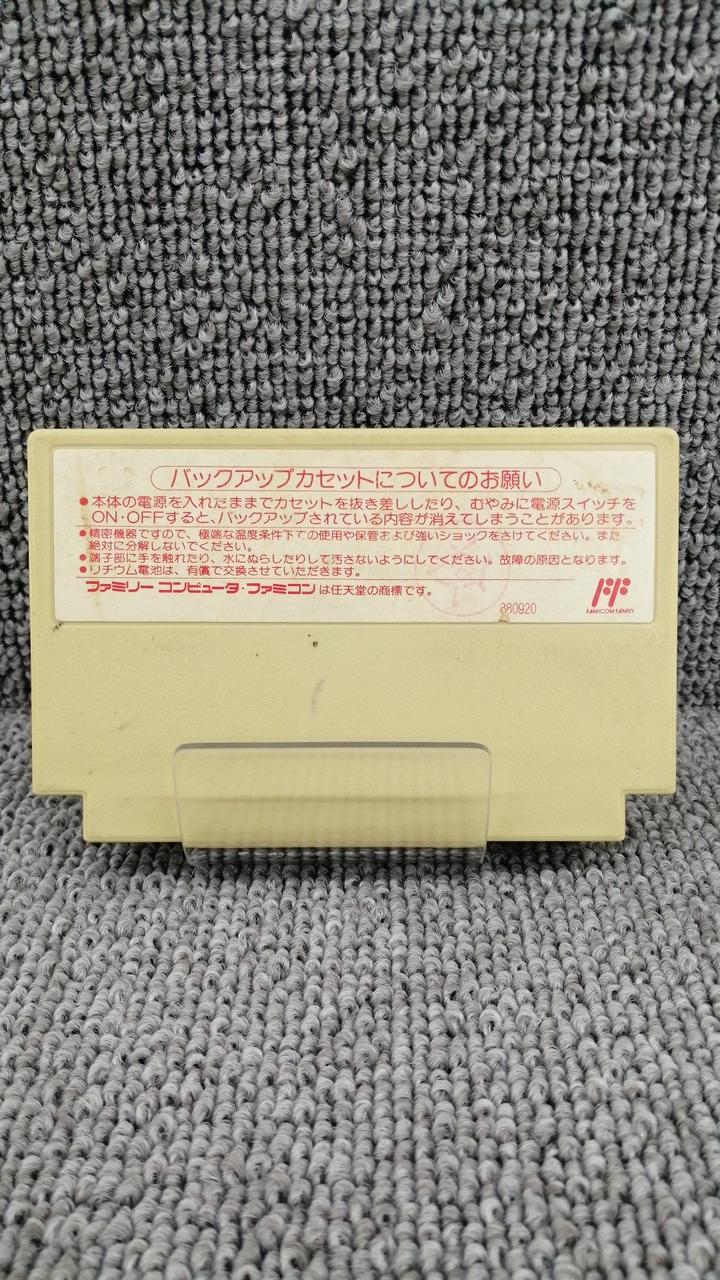 バックアップカセットについてのお願い
●本体の電源を入れたままでカセットを抜き差ししたり、むやみに電源スイッチを
ON・OFFすると、バックアップされている内容が消えてしまうことがあります。
●精密機器ですので、極端な温度条件下での使用や保管および強いショックをさけてください。また
絶対に分解しないでください。
●端子部に手を触れたり、水にぬらしたりして汚さないようにしてください。故障の原因となります。
●リチウム電池は、有償で交換させていただきます。
ファミリー コンピュータ・ファミコンは任天堂の商標です。
880920
FAMICOM FAMILY